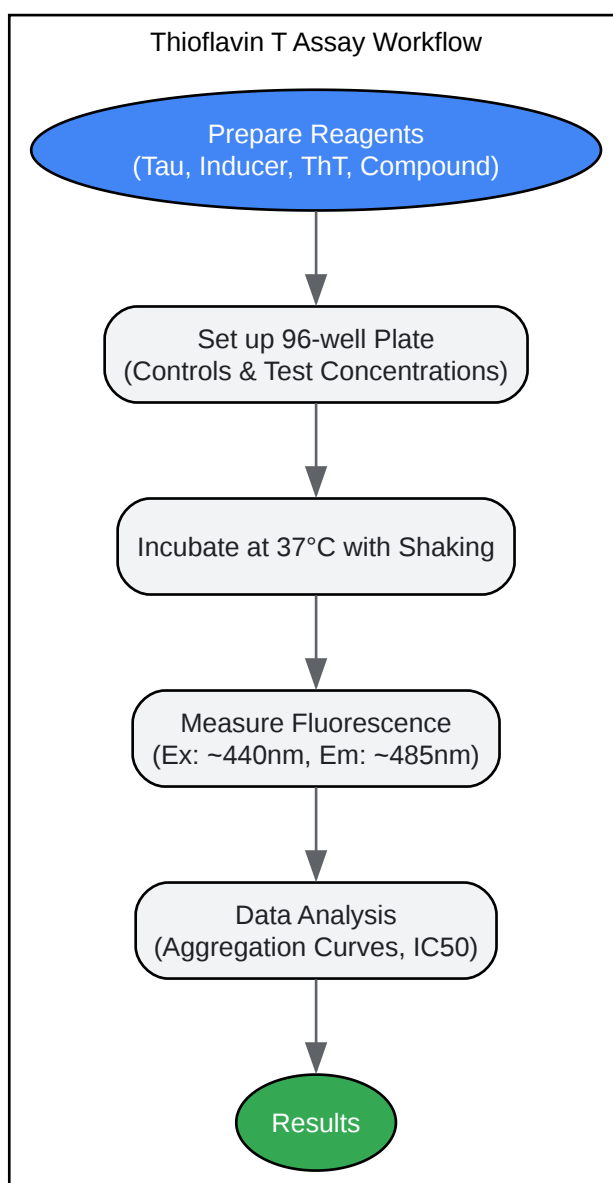 Thioflavin T Assay Workflow
Prepare Reagents
(Tau, Inducer, ThT, Compound)
Set up 96-well Plate
(Controls & Test Concentrations)
Incubate at 37°C with Shaking
Measure Fluorescence
(Ex: ~440nm, Em: ~485nm)
Data Analysis
(Aggregation Curves, IC50)
Results